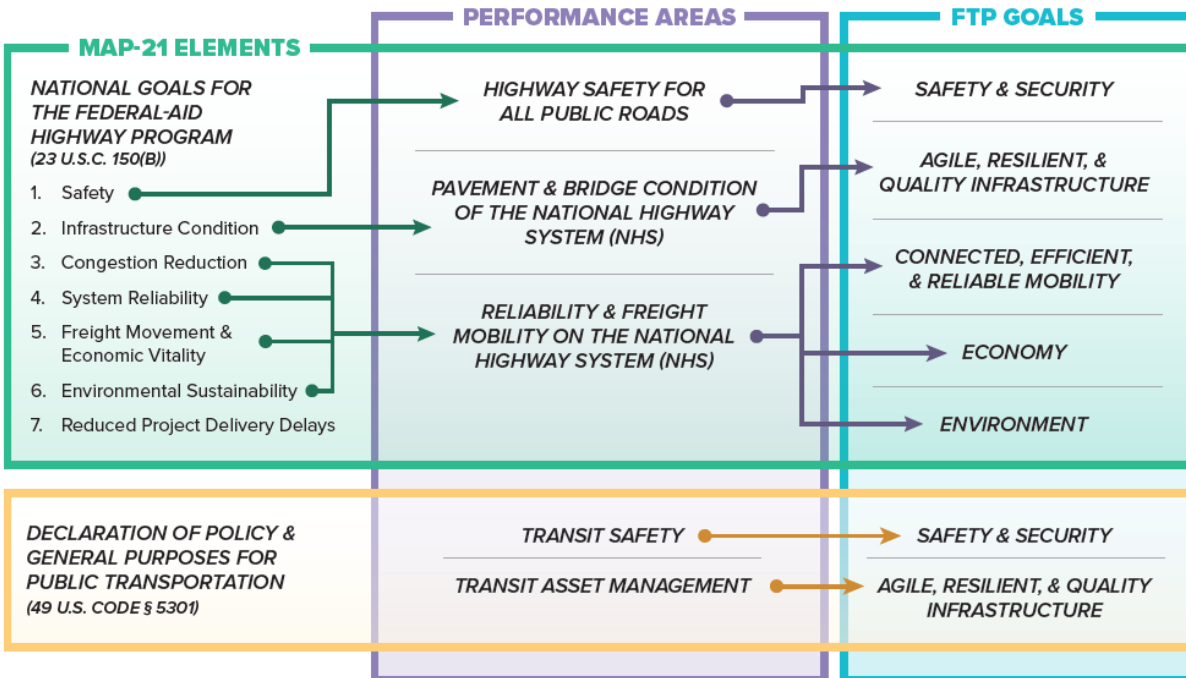 PERFORMANCE AREAS
FTP GOALS
MAP-21 ELEMENTS
NATIONAL GOALS FOR
THE FEDERAL-AID
HIGHWAY PROGRAM
(23 U.S.C. 150(B))
1. Safety
2. Infrastructure Condition
3. Congestion Reduction
4. System Reliability
5. Freight Movement &
Economic Vitality
6. Environmental Sustainability
7. Reduced Project Delivery Delays
HIGHWAY SAFETY FOR
ALL PUBLIC ROADS
PAVEMENT & BRIDGE CONDITION
OF THE NATIONAL HIGHWAY
SYSTEM (NHS)
RELIABILITY & FREIGHT
MOBILITY ON THE NATIONAL
HIGHWAY SYSTEM (NHS)
SAFETY & SECURITY
AGILE, RESILIENT, &
QUALITY INFRASTRUCTURE
CONNECTED, EFFICIENT,
& RELIABLE MOBILITY
ECONOMY
ENVIRONMENT
DECLARATION OF POLICY &
GENERAL PURPOSES FOR
PUBLIC TRANSPORTATION
(49 U.S. CODE § 5301)
TRANSIT SAFETY
TRANSIT ASSET MANAGEMENT
SAFETY & SECURITY
AGILE, RESILIENT, & QUALITY
INFRASTRUCTURE